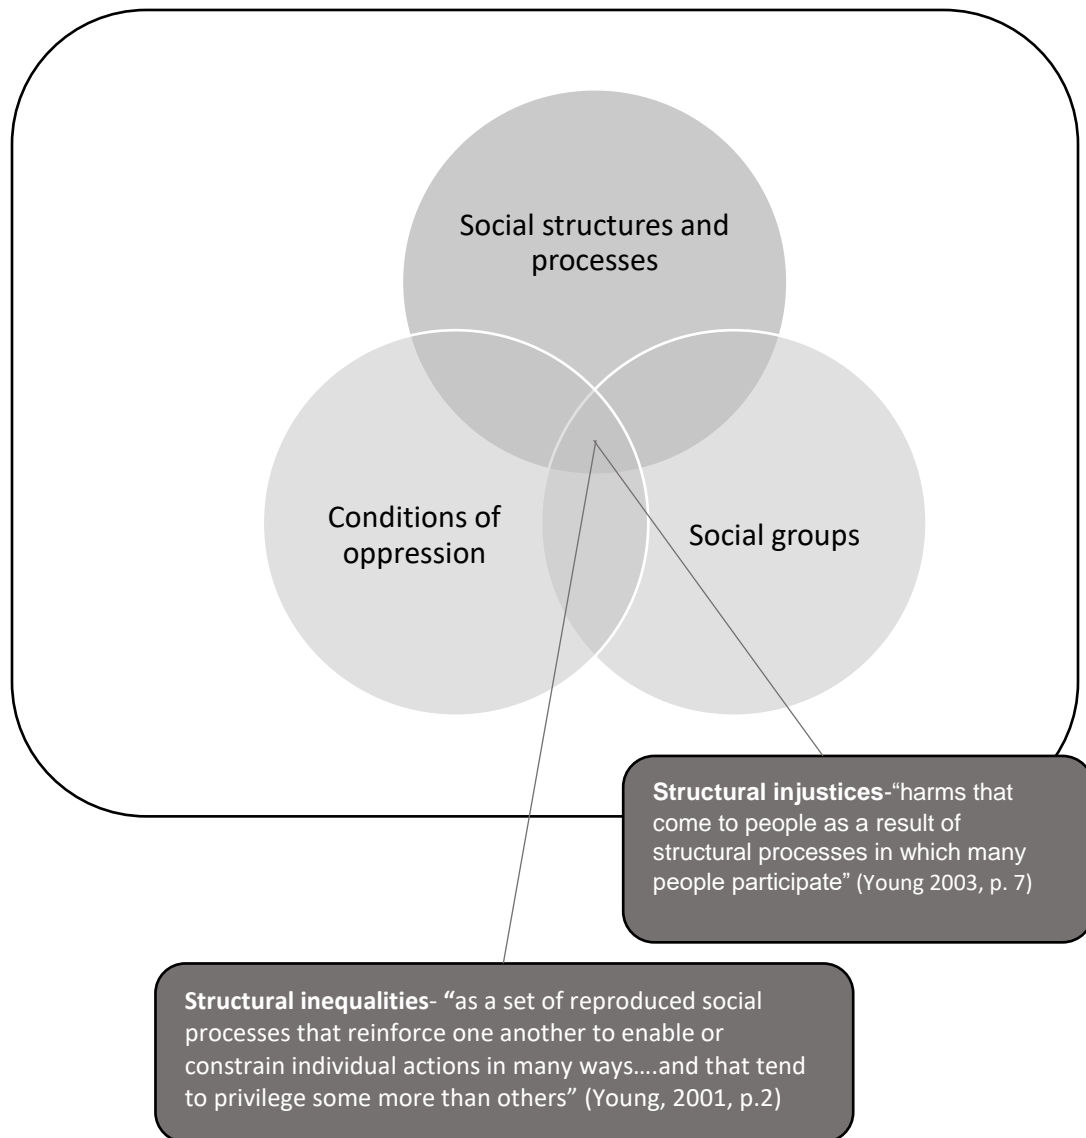 Social structures and
processes
Conditions of
oppression
Social groups
Structural injustices-“harms that
come to people as a result of
structural processes in which many
people participate” (Young 2003, p. 7)
Structural inequalities- “as a set of reproduced social
processes that reinforce one another to enable or
constrain individual actions in many ways….and that tend
to privilege some more than others” (Young, 2001, p.2)